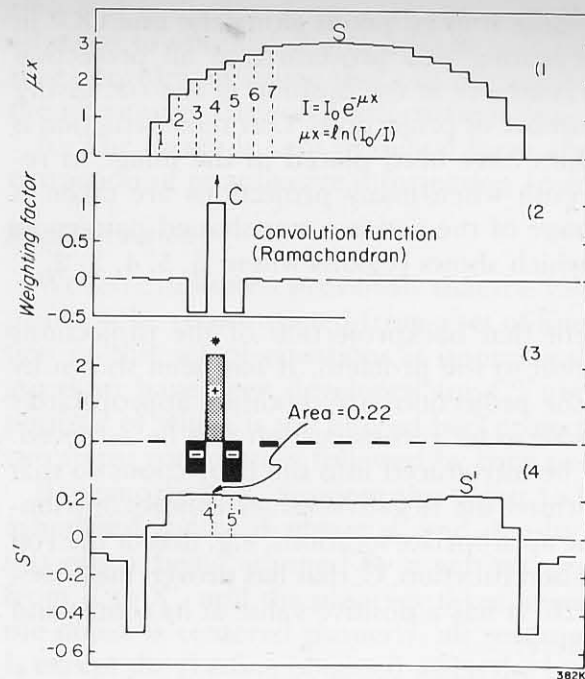 S
(1
3
2
1
0
μx
1
2
3
4
5
6
7
I=I₀e^-μx
μx=ln(I₀/I)
C
(2
1
0.5
0
-0.5
Weighting factor
Convolution function
(Ramachandran)
*
(3
2
0
+
−
−
Area=0.22
(4
0.2
0
-0.2
-0.4
-0.6
S'
4
5
S'
382K